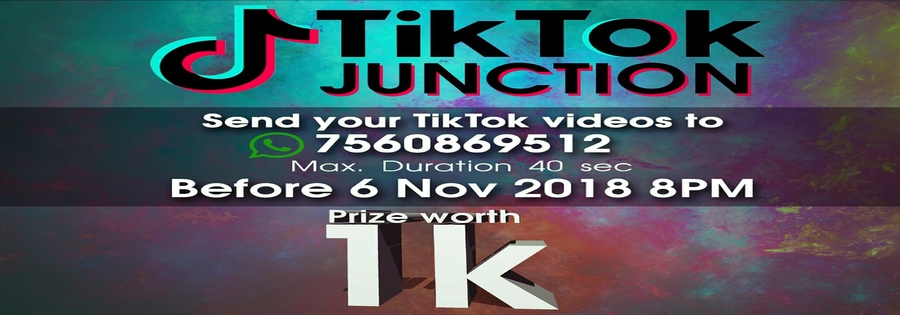 TikTok
JUNCTION
Send your TikTok videos to
7560869512
Max. Duration 40 sec
Before 6 Nov 2018 8PM
Prize worth
1k